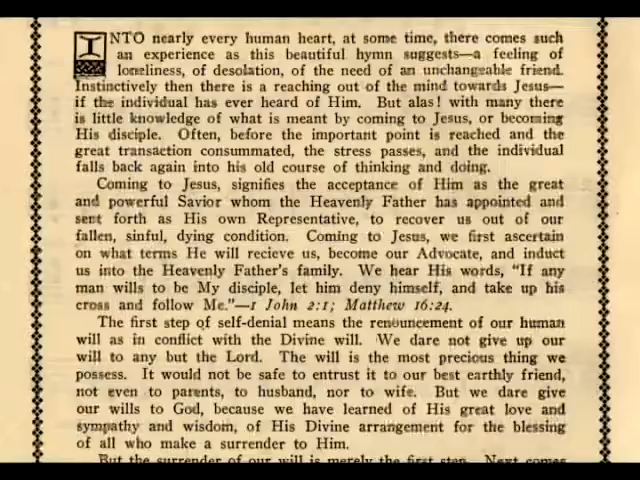 INTO nearly every human heart, at some time, there comes such
an experience as this beautiful hymn suggests—a feeling of
loneliness, of desolation, of the need of an unchangeable friend.
Instinctively then there is a reaching out of the mind towards Jesus—
if the individual has ever heard of Him. But alas! with many there
is little knowledge of what is meant by coming to Jesus, or becoming
His disciple. Often, before the important point is reached and the
great transaction consummated, the stress passes, and the individual
falls back again into his old course of thinking and doing.
Coming to Jesus, signifies the acceptance of Him as the great
and powerful Savior whom the Heavenly Father has appointed and
sent forth as His own Representative, to recover us out of our
fallen, sinful, dying condition. Coming to Jesus, we first ascertain
on what terms He will recieve us, become our Advocate, and induct
us into the Heavenly Father's family. We hear His words, “If any
man wills to be My disciple, let him deny himself, and take up his
cross and follow Me.”—1 John 2:1; Matthew 16:24.
The first step of self-denial means the renouncement of our human
will as in conflict with the Divine will. We dare not give up our
will to any but the Lord. The will is the most precious thing we
possess. It would not be safe to entrust it to our best earthly friend,
not even to parents, to husband, nor to wife. But we dare give
our wills to God, because we have learned of His great love and
sympathy and wisdom, of His Divine arrangement for the blessing
of all who make a surrender to Him.
But the surrender of our will is merely the first step. Next comes